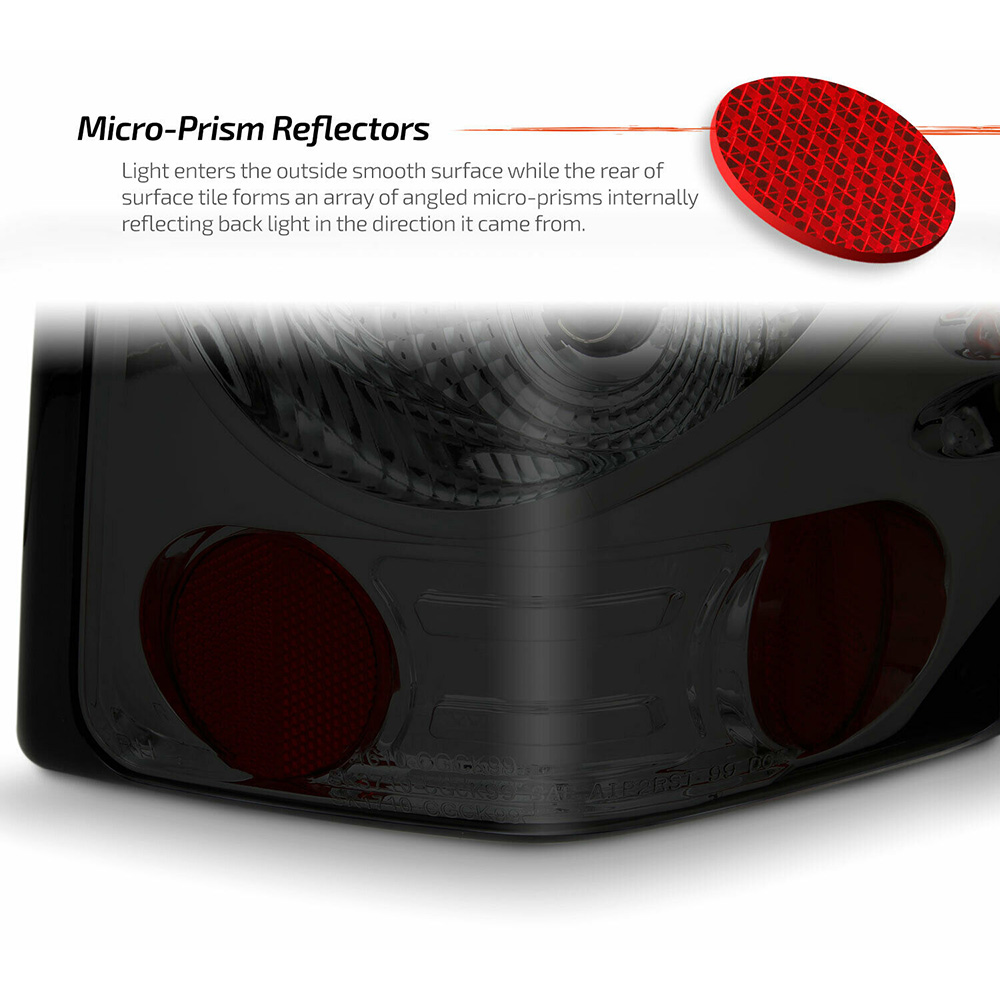 Micro-Prism Reflectors
Light enters the outside smooth surface while the rear of
surface tile forms an array of angled micro-prisms internally
reflecting back light in the direction it came from.